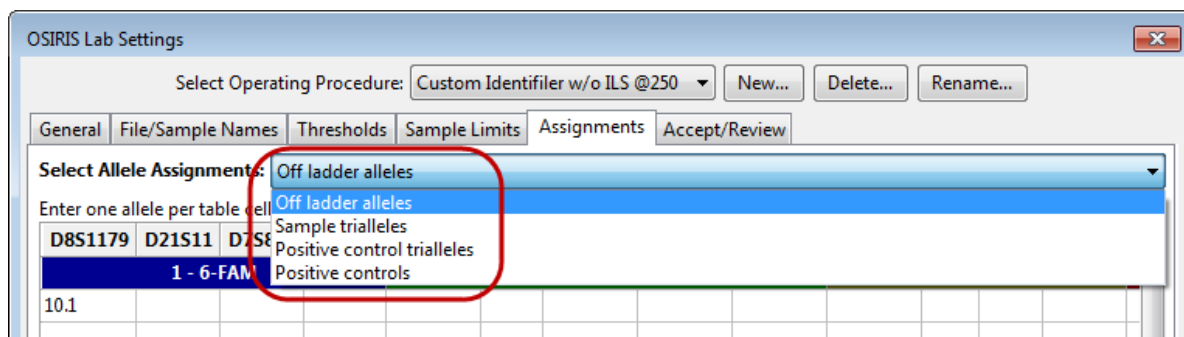 OSIRIS Lab Settings
Select Operating Procedure: Custom Identifiler w/o ILS @250 New... Delete... Rename...
General File/Sample Names Thresholds Sample Limits Assignments Accept/Review
Select Allele Assignments: Off ladder alleles
Enter one allele per table cell
Off ladder alleles
Sample trialleles
Positive control trialleles
Positive controls
D8S1179 D21S11
1 - 6-FAM
10.1